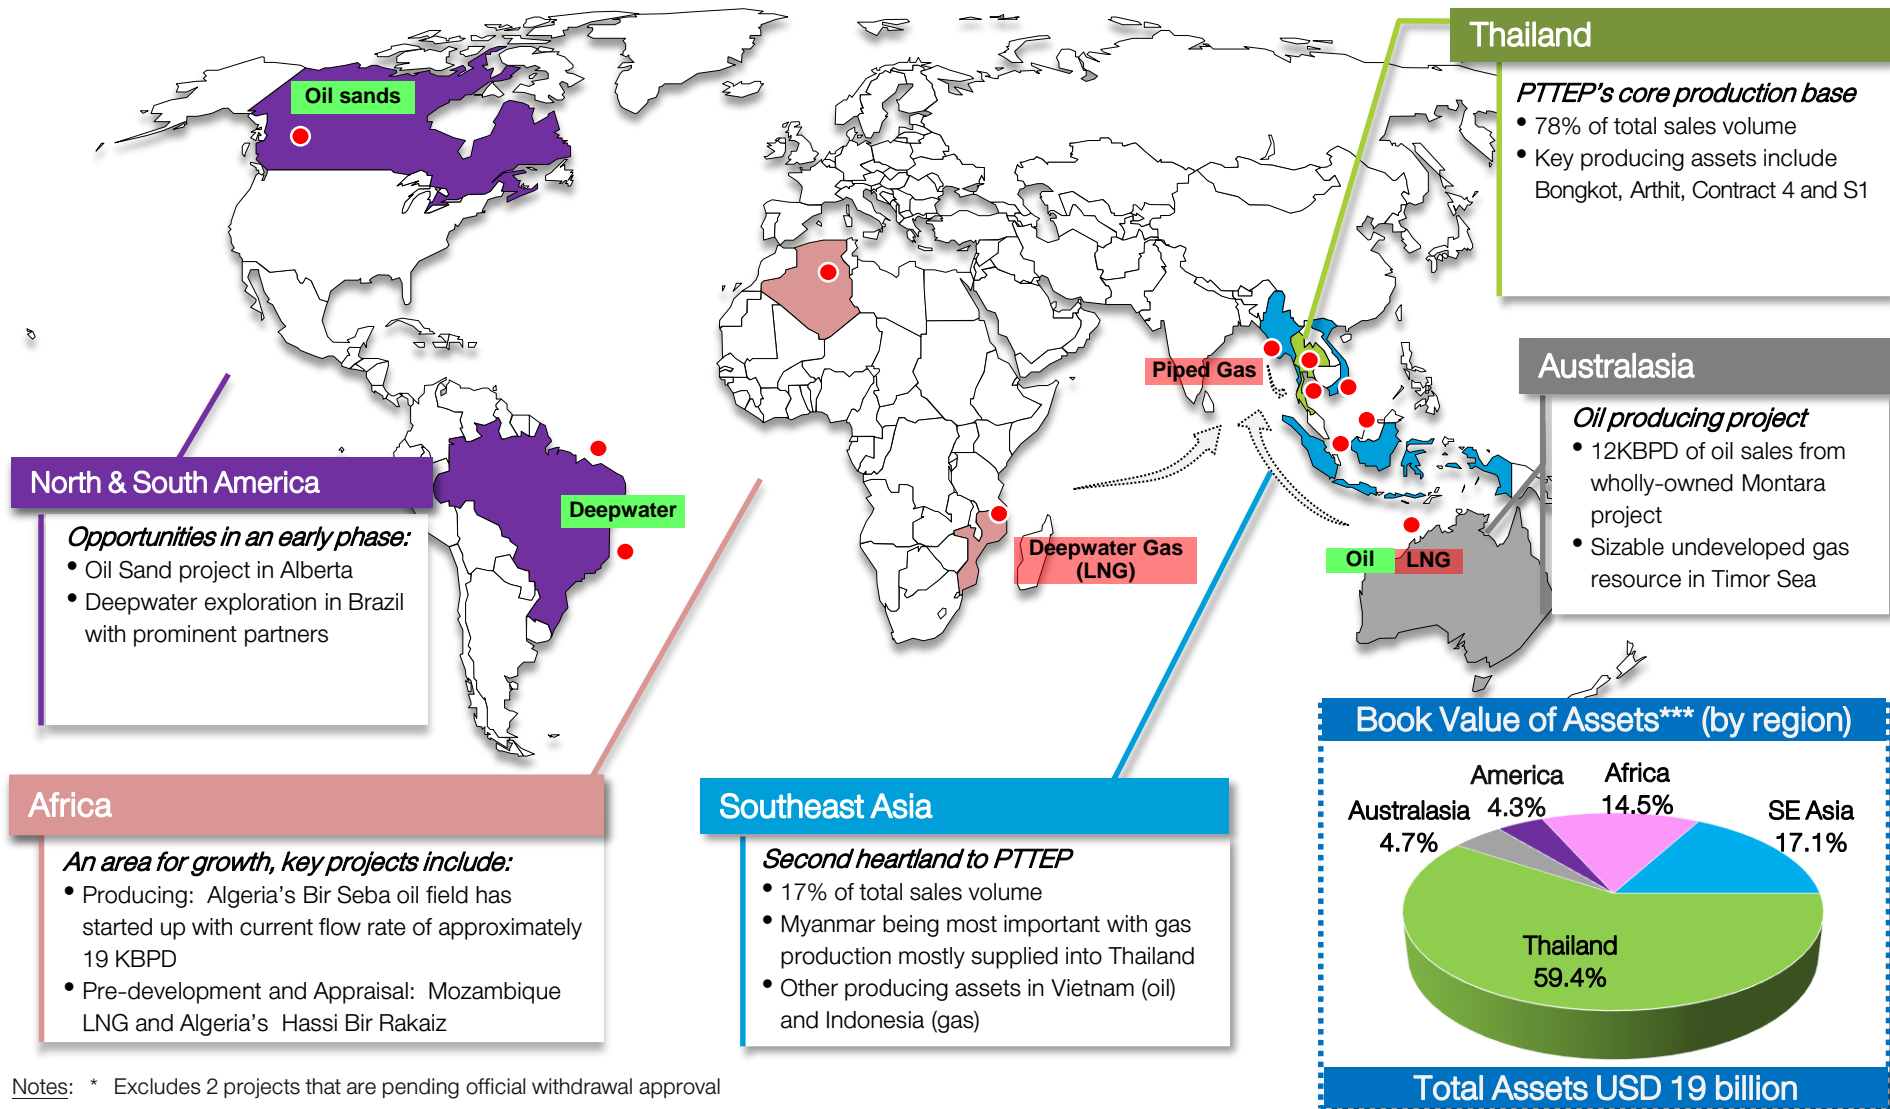 Thailand
PTTEP's core production base
• 78% of total sales volume
• Key producing assets include
Bongkot, Arthit, Contract 4 and S1
Oil sands
Piped Gas
Australasia
Oil producing project
• 12KBPD of oil sales from
wholly-owned Montara
project
• Sizable undeveloped gas
resource in Timor Sea
North & South America
Opportunities in an early phase:
• Oil Sand project in Alberta
• Deepwater exploration in Brazil
with prominent partners
Deepwater
Deepwater Gas
(LNG)
Oil
LNG
Africa
An area for growth, key projects include:
• Producing: Algeria's Bir Seba oil field has
started up with current flow rate of approximately
19 KBPD
• Pre-development and Appraisal: Mozambique
LNG and Algeria's Hassi Bir Rakaiz
Southeast Asia
Second heartland to PTTEP
• 17% of total sales volume
• Myanmar being most important with gas
production mostly supplied into Thailand
• Other producing assets in Vietnam (oil)
and Indonesia (gas)
Book Value of Assets*** (by region)
America
4.3%
Africa
14.5%
Australasia
4.7%
SE Asia
17.1%
Thailand
59.4%
Total Assets USD 19 billion
Notes: * Excludes 2 projects that are pending official withdrawal approval